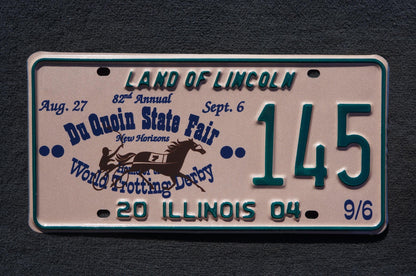 LAND OF LINCOLN
82nd Annual
Aug. 27 Sept. 6
Du Quoin State Fair
New Horizons
7
World Trotting Derby
145
20 ILLINOIS 04
9/6